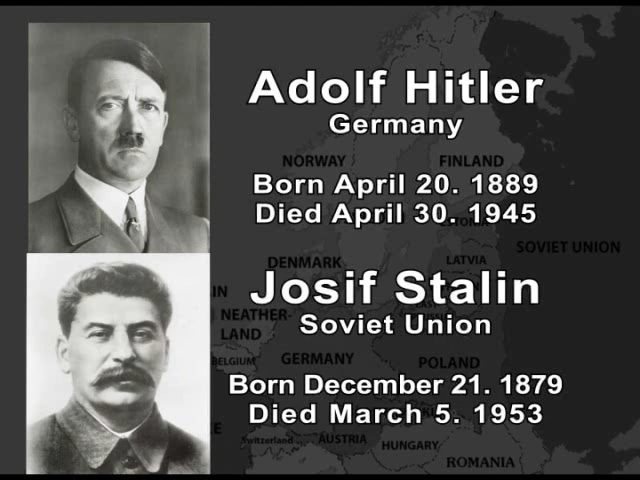 Adolf Hitler
Germany
NORWAY
FINLAND
Born April 20. 1889
Died April 30. 1945
ESTONIA
SOVIET UNION
LATVIA
DENMARK
Josif Stalin
Soviet Union
NEATHER-
LAND
BELGIUM
GERMANY
POLAND
Born December 21. 1879
Died March 5. 1953
Switzerland
AUSTRIA
HUNGARY
ROMANIA